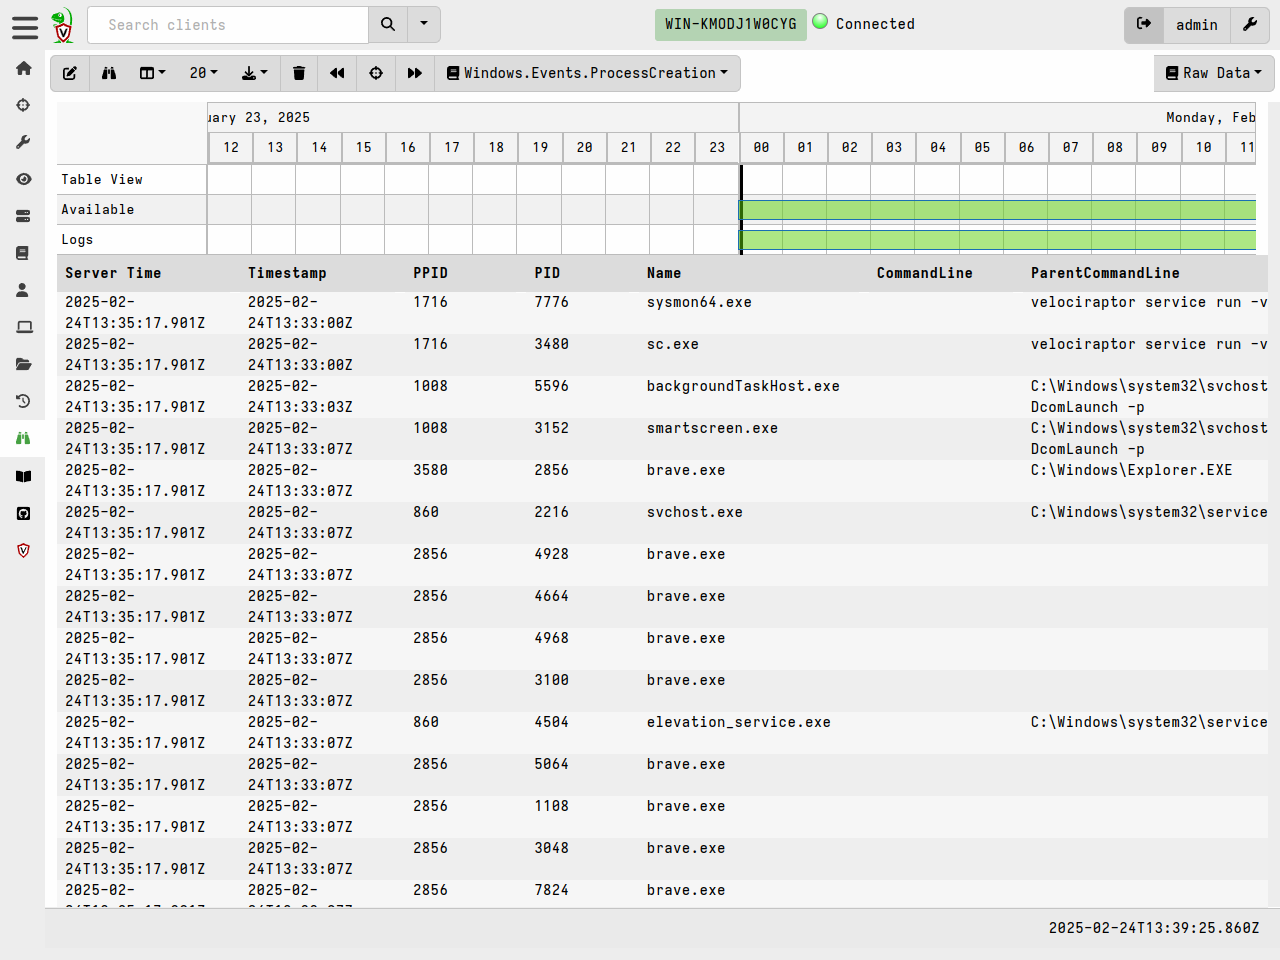 Search clients
WIN-KMODJ1W0CYG Connected
admin
20
Windows.Events.ProcessCreation
Raw Data
uary 23, 2025 Monday, Feb
12 13 14 15 16 17 18 19 20 21 22 23 00 01 02 03 04 05 06 07 08 09 10 11
Table View
Available
Logs
Server Time Timestamp PPID PID Name CommandLine ParentCommandLine
2025-02- 2025-02- 1716 7776 sysmon64.exe velociraptor service run -v
24T13:35:17.901Z 24T13:33:00Z
2025-02- 2025-02- 1716 3480 sc.exe velociraptor service run -v
24T13:35:17.901Z 24T13:33:00Z
2025-02- 2025-02- 1008 5596 backgroundTaskHost.exe C:\Windows\system32\svchost
24T13:35:17.901Z 24T13:33:03Z DcomLaunch -p
2025-02- 2025-02- 1008 3152 smartscreen.exe C:\Windows\system32\svchost
24T13:35:17.901Z 24T13:33:07Z DcomLaunch -p
2025-02- 2025-02- 3580 2856 brave.exe C:\Windows\Explorer.EXE
24T13:35:17.901Z 24T13:33:07Z
2025-02- 2025-02- 860 2216 svchost.exe C:\Windows\system32\service
24T13:35:17.901Z 24T13:33:07Z
2025-02- 2025-02- 2856 4928 brave.exe
24T13:35:17.901Z 24T13:33:07Z
2025-02- 2025-02- 2856 4664 brave.exe
24T13:35:17.901Z 24T13:33:07Z
2025-02- 2025-02- 2856 4968 brave.exe
24T13:35:17.901Z 24T13:33:07Z
2025-02- 2025-02- 2856 3100 brave.exe
24T13:35:17.901Z 24T13:33:07Z
2025-02- 2025-02- 860 4504 elevation_service.exe C:\Windows\system32\service
24T13:35:17.901Z 24T13:33:07Z
2025-02- 2025-02- 2856 5064 brave.exe
24T13:35:17.901Z 24T13:33:07Z
2025-02- 2025-02- 2856 1108 brave.exe
24T13:35:17.901Z 24T13:33:07Z
2025-02- 2025-02- 2856 3048 brave.exe
24T13:35:17.901Z 24T13:33:07Z
2025-02- 2025-02- 2856 7824 brave.exe
2025-02-24T13:39:25.860Z